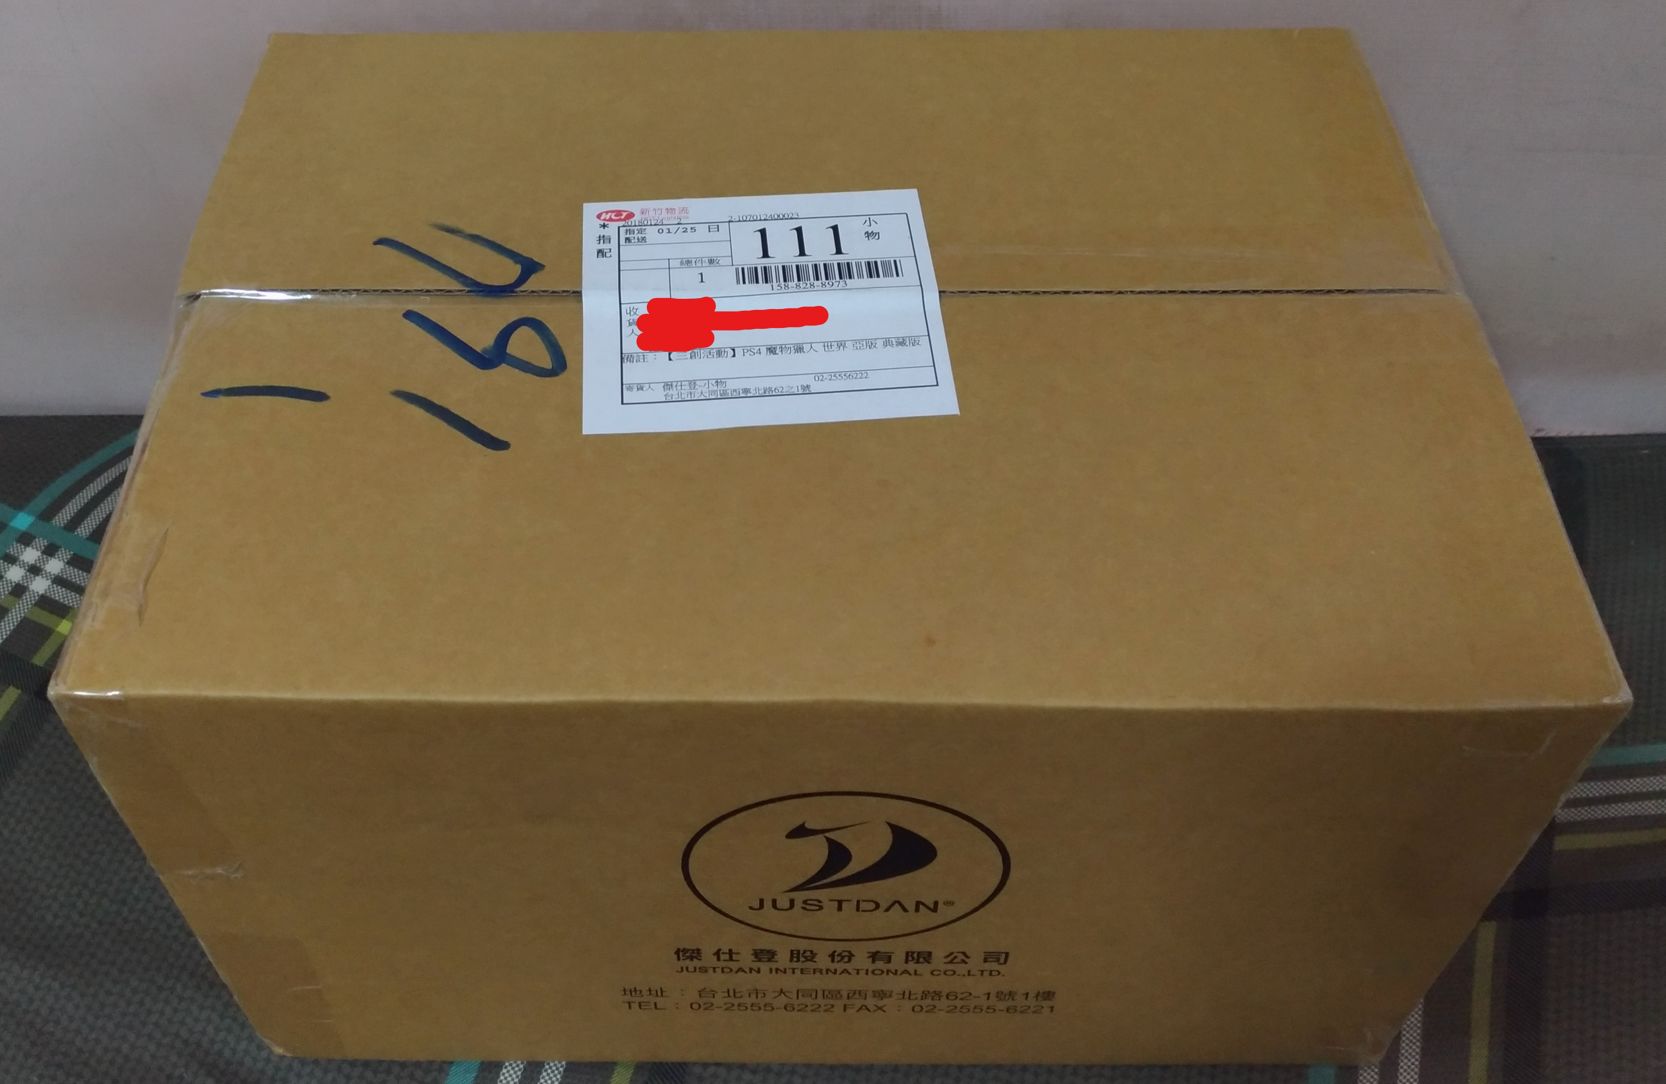 HCT 新竹物流
20180124 2
2-107012400023
*指配
指定配送 01/25 日
111
小物
總件數
1
158-828-8973
收貨人
備註：【三創活動】PS4 魔物獵人 世界 亞版 典藏版
寄貨人 傑仕登-小物 02-25556222
台北市大同區西寧北路62之1號
JUSTDAN®
傑仕登股份有限公司
JUSTDAN INTERNATIONAL CO.,LTD.
地址：台北市大同區西寧北路62-1號1樓
TEL：02-2555-6222 FAX：02-2555-6221